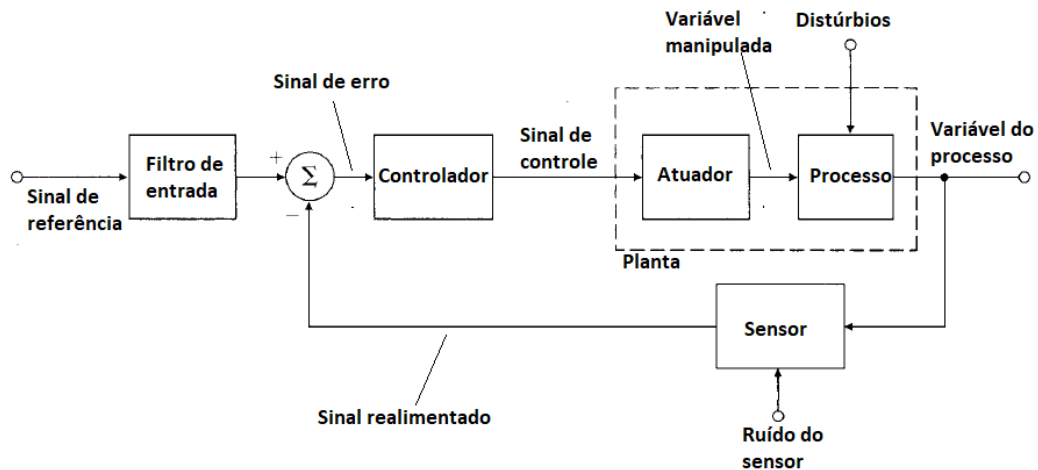 Variável
manipulada
Distúrbios
Sinal de erro
Sinal de
controle
Variável do
processo
Filtro de
entrada
+
Σ
Controlador
Atuador
Processo
Sinal de
referência
−
Planta
Sensor
Sinal realimentado
Ruído do
sensor